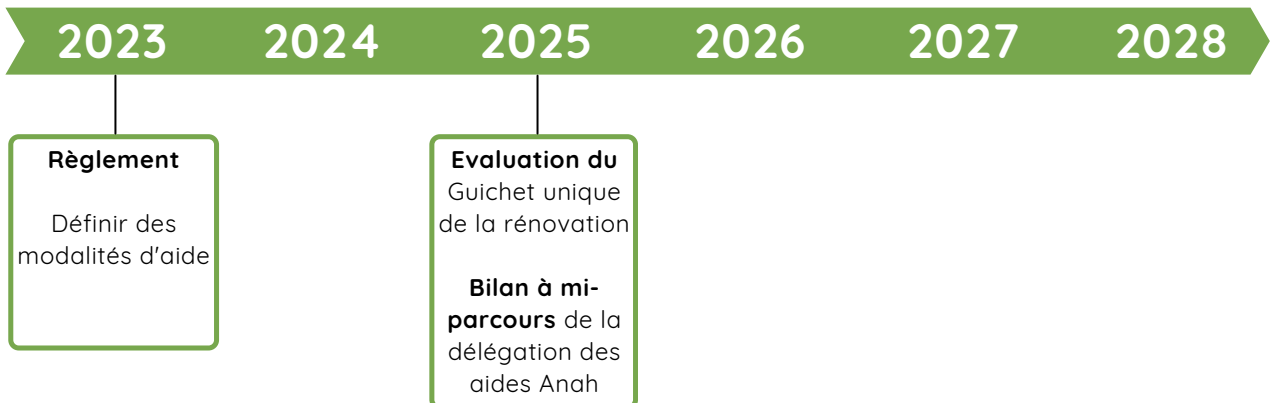 2023 2024 2025 2026 2027 2028
Règlement
Définir des
modalités d'aide
Evaluation du
Guichet unique
de la rénovation
Bilan à mi-
parcours de la
délégation des
aides Anah